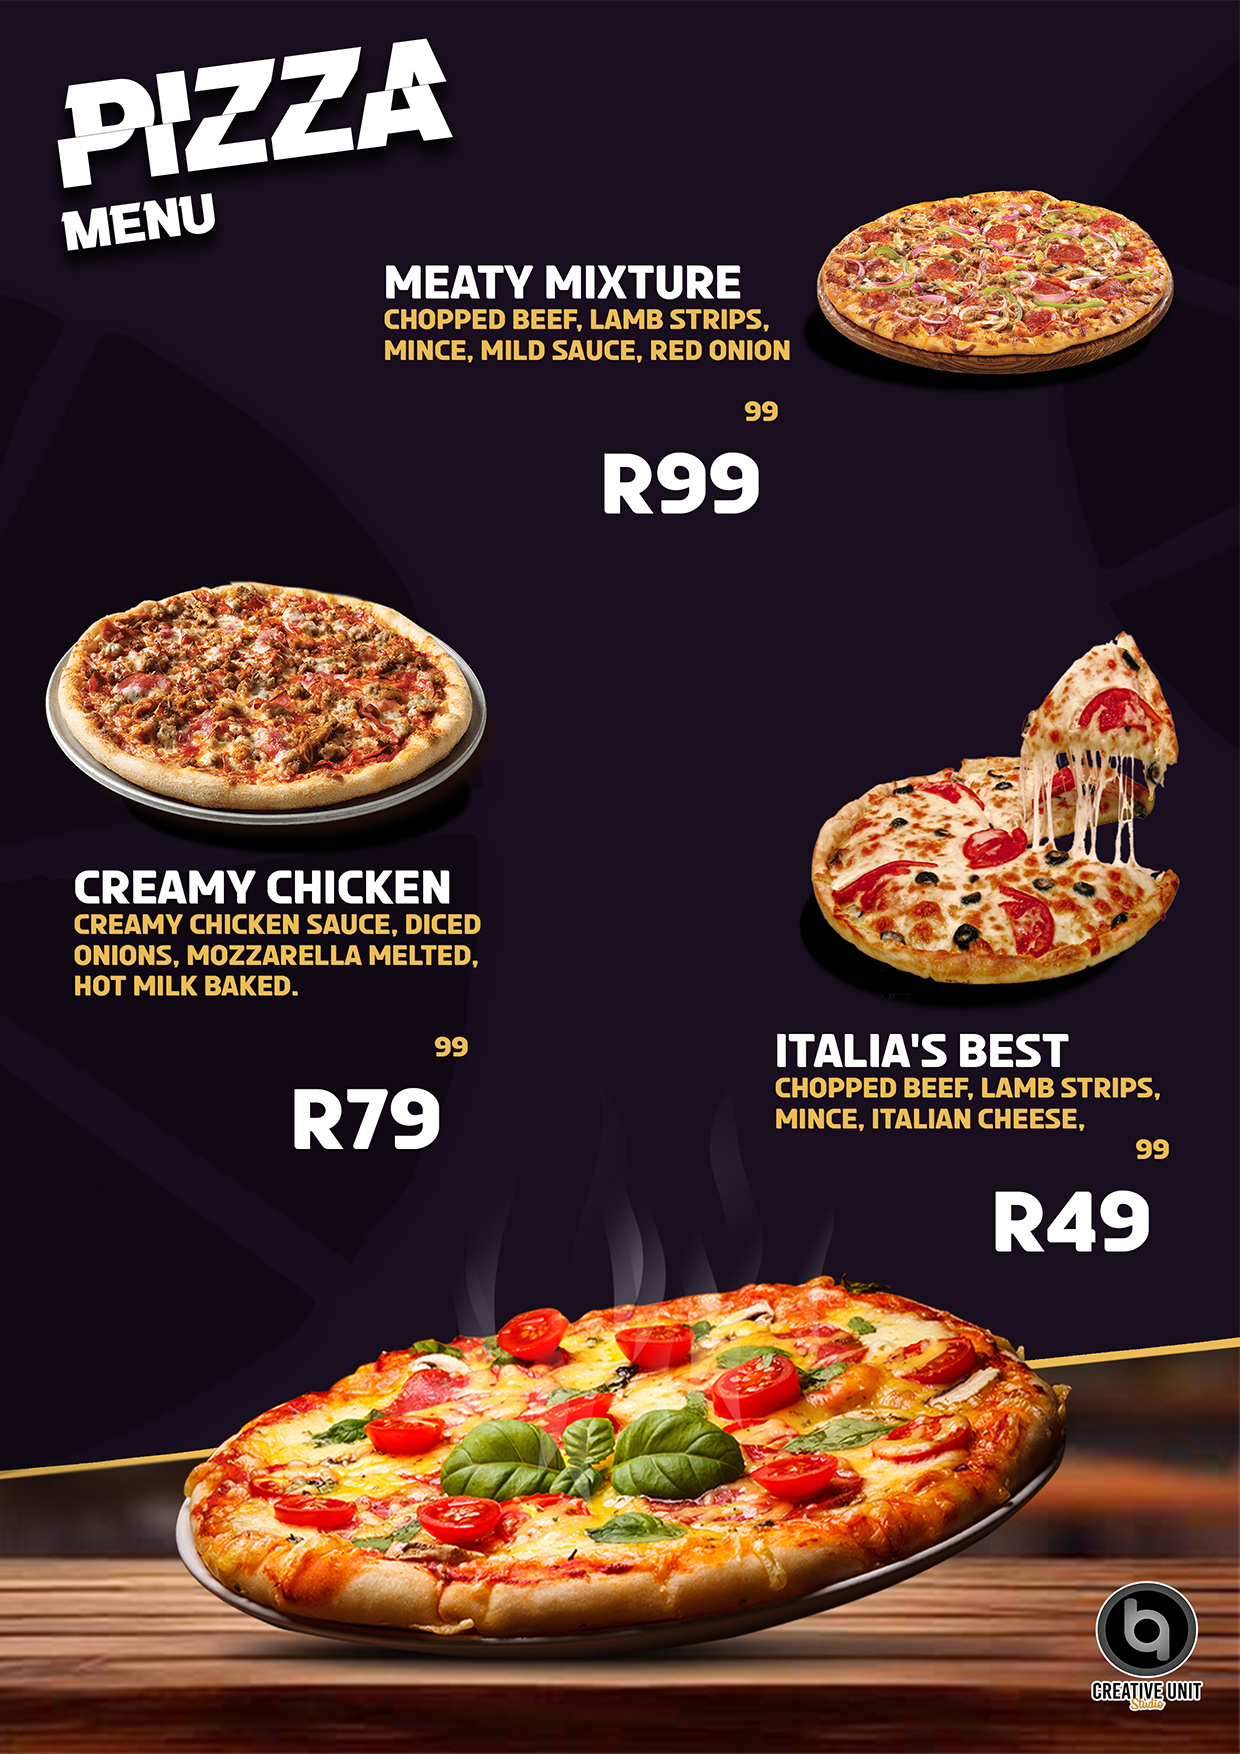 PIZZA
MENU
MEATY MIXTURE
CHOPPED BEEF, LAMB STRIPS,
MINCE, MILD SAUCE, RED ONION
99
R99
CREAMY CHICKEN
CREAMY CHICKEN SAUCE, DICED
ONIONS, MOZZARELLA MELTED,
HOT MILK BAKED.
99
R79
ITALIA'S BEST
CHOPPED BEEF, LAMB STRIPS,
MINCE, ITALIAN CHEESE,
99
R49
CREATIVE UNIT
Studio